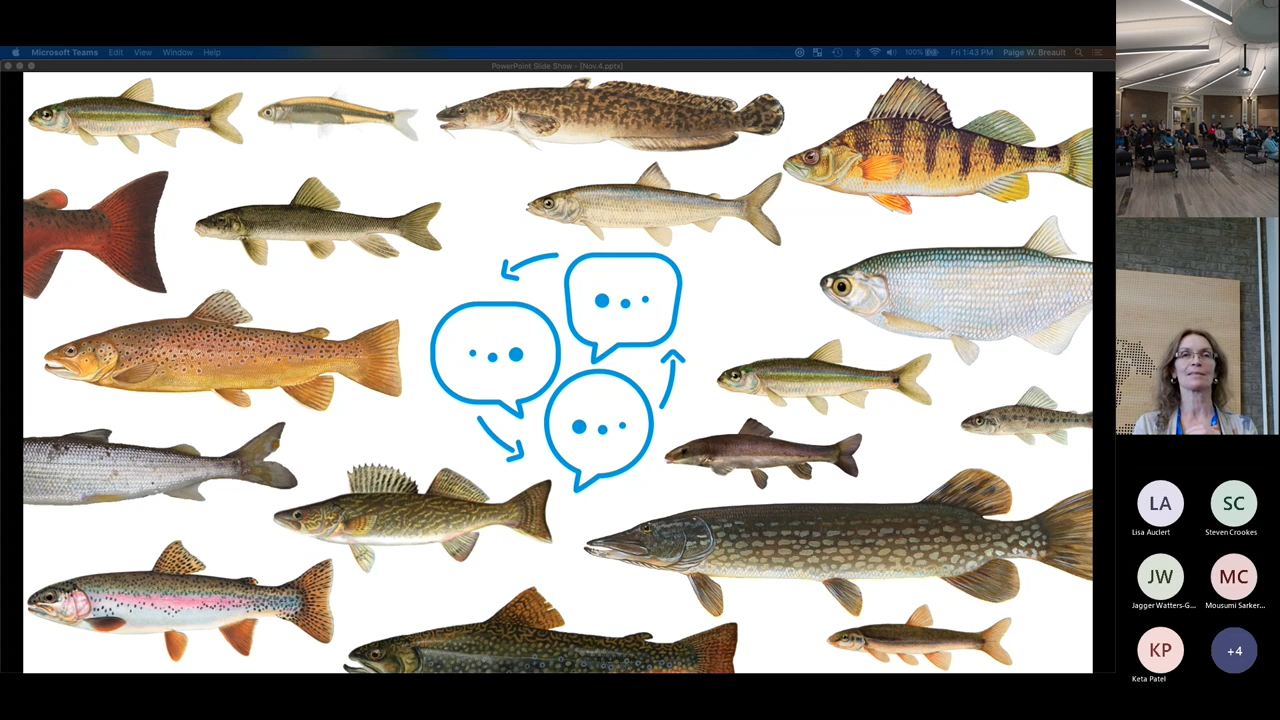 Microsoft Teams Edit View Window Help 100% Fri 1:43 PM Paige W. Breault
PowerPoint Slide Show - [Nov.4.pptx]
LA SC
Lisa Auclert Steven Crookes
JW MC
Jagger Watters-G... Mousumi Sarker...
KP +4
Keta Patel